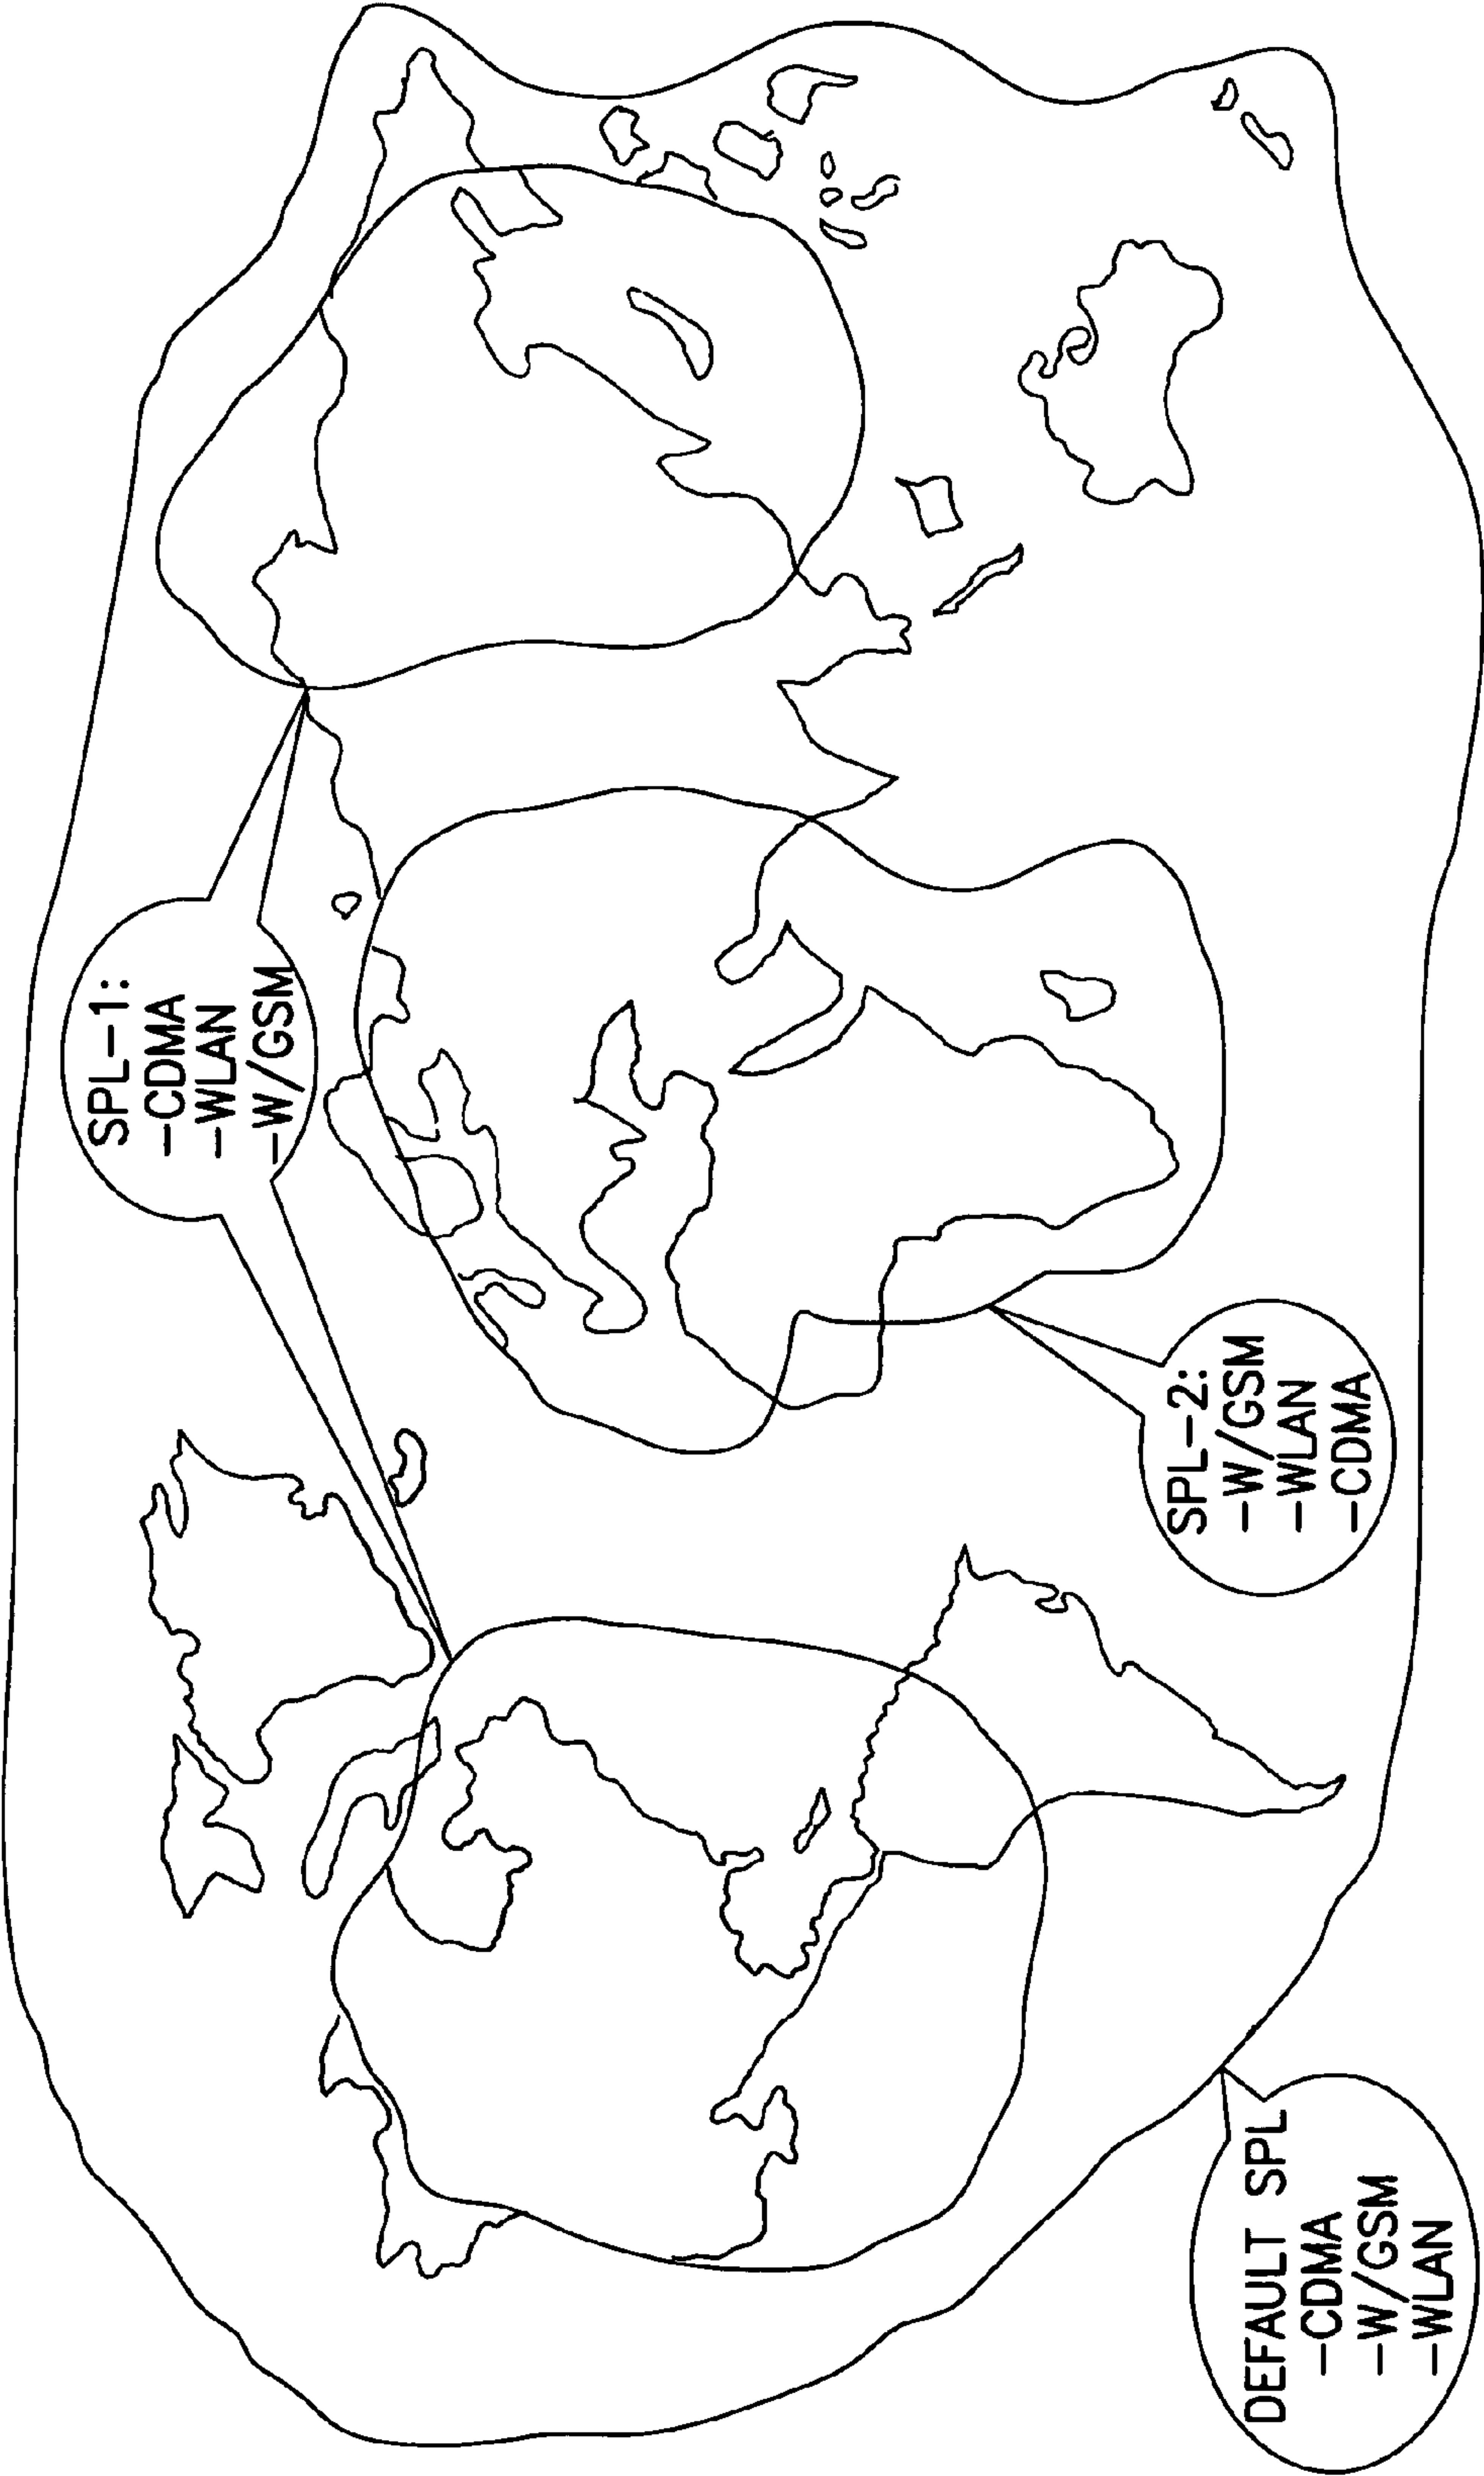 SPL-1:
-CDMA
-WLAN
-W/GSM
SPL-2:
-W/GSM
-WLAN
-CDMA
DEFAULT SPL
-CDMA
-W/GSM
-WLAN